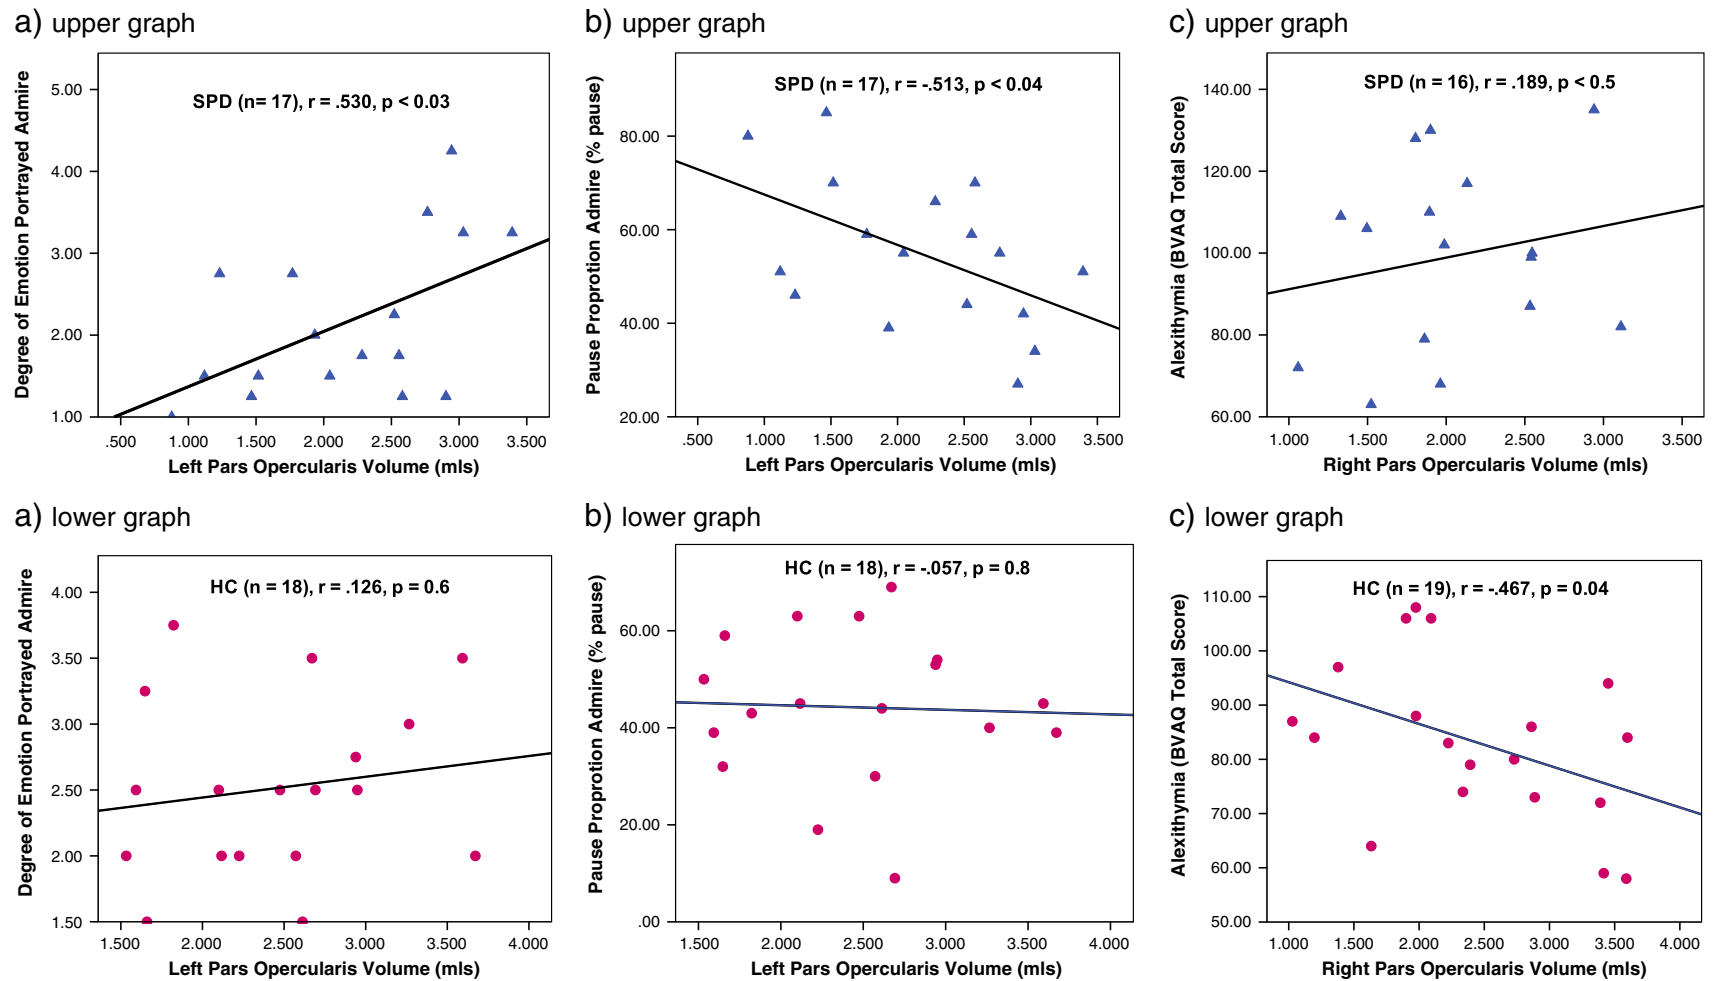 a) upper graph
SPD (n= 17), r = .530, p < 0.03
Degree of Emotion Portrayed Admire
5.00
4.00
3.00
2.00
1.00
.500 1.000 1.500 2.000 2.500 3.000 3.500
Left Pars Opercularis Volume (mls)
b) upper graph
SPD (n = 17), r = -.513, p < 0.04
Pause Proprotion Admire (% pause)
80.00
60.00
40.00
20.00
.500 1.000 1.500 2.000 2.500 3.000 3.500
Left Pars Opercularis Volume (mls)
c) upper graph
SPD (n = 16), r = .189, p < 0.5
Alexithymia (BVAQ Total Score)
140.00
120.00
100.00
80.00
60.00
1.000 1.500 2.000 2.500 3.000 3.500
Right Pars Opercularis Volume (mls)
a) lower graph
HC (n = 18), r = .126, p = 0.6
Degree of Emotion Portrayed Admire
4.00
3.50
3.00
2.50
2.00
1.50
1.500 2.000 2.500 3.000 3.500 4.000
Left Pars Opercularis Volume (mls)
b) lower graph
HC (n = 18), r = -.057, p = 0.8
Pause Proprotion Admire (% pause)
60.00
40.00
20.00
.00
1.500 2.000 2.500 3.000 3.500 4.000
Left Pars Opercularis Volume (mls)
c) lower graph
HC (n = 19), r = -.467, p = 0.04
Alexithymia (BVAQ Total Score)
110.00
100.00
90.00
80.00
70.00
60.00
50.00
1.000 1.500 2.000 2.500 3.000 3.500 4.000
Right Pars Opercularis Volume (mls)